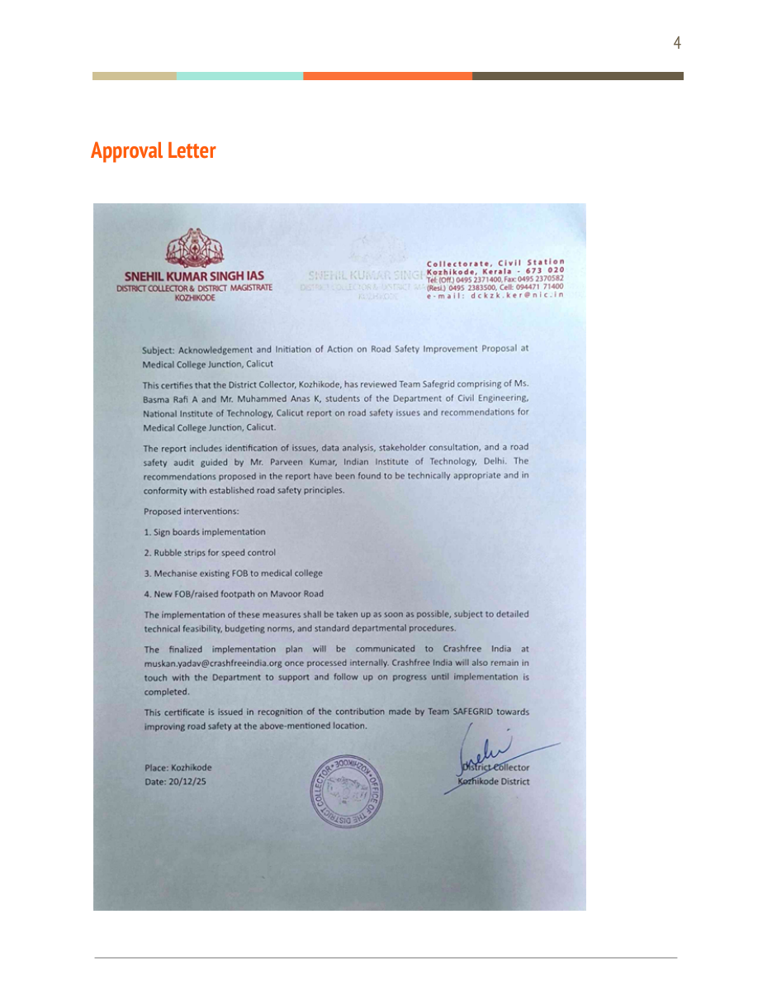 4
Approval Letter
SNEHIL KUMAR SINGH IAS
DISTRICT COLLECTOR & DISTRICT MAGISTRATE
KOZHIKODE
SNEHIL KUMAR SINGH
DISTRICT COLLECTOR & DISTRICT MA
KOZHIKODE
Collectorate, Civil Station
Kozhikode, Kerala - 673 020
Tel: (Off.) 0495 2371400, Fax: 0495 2370582
(Resi.) 0495 2383500, Cell: 094471 71400
e-mail: dckzk.ker@nic.in
Subject: Acknowledgement and Initiation of Action on Road Safety Improvement Proposal at
Medical College Junction, Calicut
This certifies that the District Collector, Kozhikode, has reviewed Team Safegrid comprising of Ms.
Basma Rafi A and Mr. Muhammed Anas K, students of the Department of Civil Engineering,
National Institute of Technology, Calicut report on road safety issues and recommendations for
Medical College Junction, Calicut.
The report includes identification of issues, data analysis, stakeholder consultation, and a road
safety audit guided by Mr. Parveen Kumar, Indian Institute of Technology, Delhi. The
recommendations proposed in the report have been found to be technically appropriate and in
conformity with established road safety principles.
Proposed interventions:
1. Sign boards implementation
2. Rubble strips for speed control
3. Mechanise existing FOB to medical college
4. New FOB/raised footpath on Mavoor Road
The implementation of these measures shall be taken up as soon as possible, subject to detailed
technical feasibility, budgeting norms, and standard departmental procedures.
The finalized implementation plan will be communicated to Crashfree India at
muskan.yadav@crashfreeindia.org once processed internally. Crashfree India will also remain in
touch with the Department to support and follow up on progress until implementation is
completed.
This certificate is issued in recognition of the contribution made by Team SAFEGRID towards
improving road safety at the above-mentioned location.
Place: Kozhikode
Date: 20/12/25
OFFICE OF THE DISTRICT COLLECTOR * KOZHIKODE *
District Collector
Kozhikode District